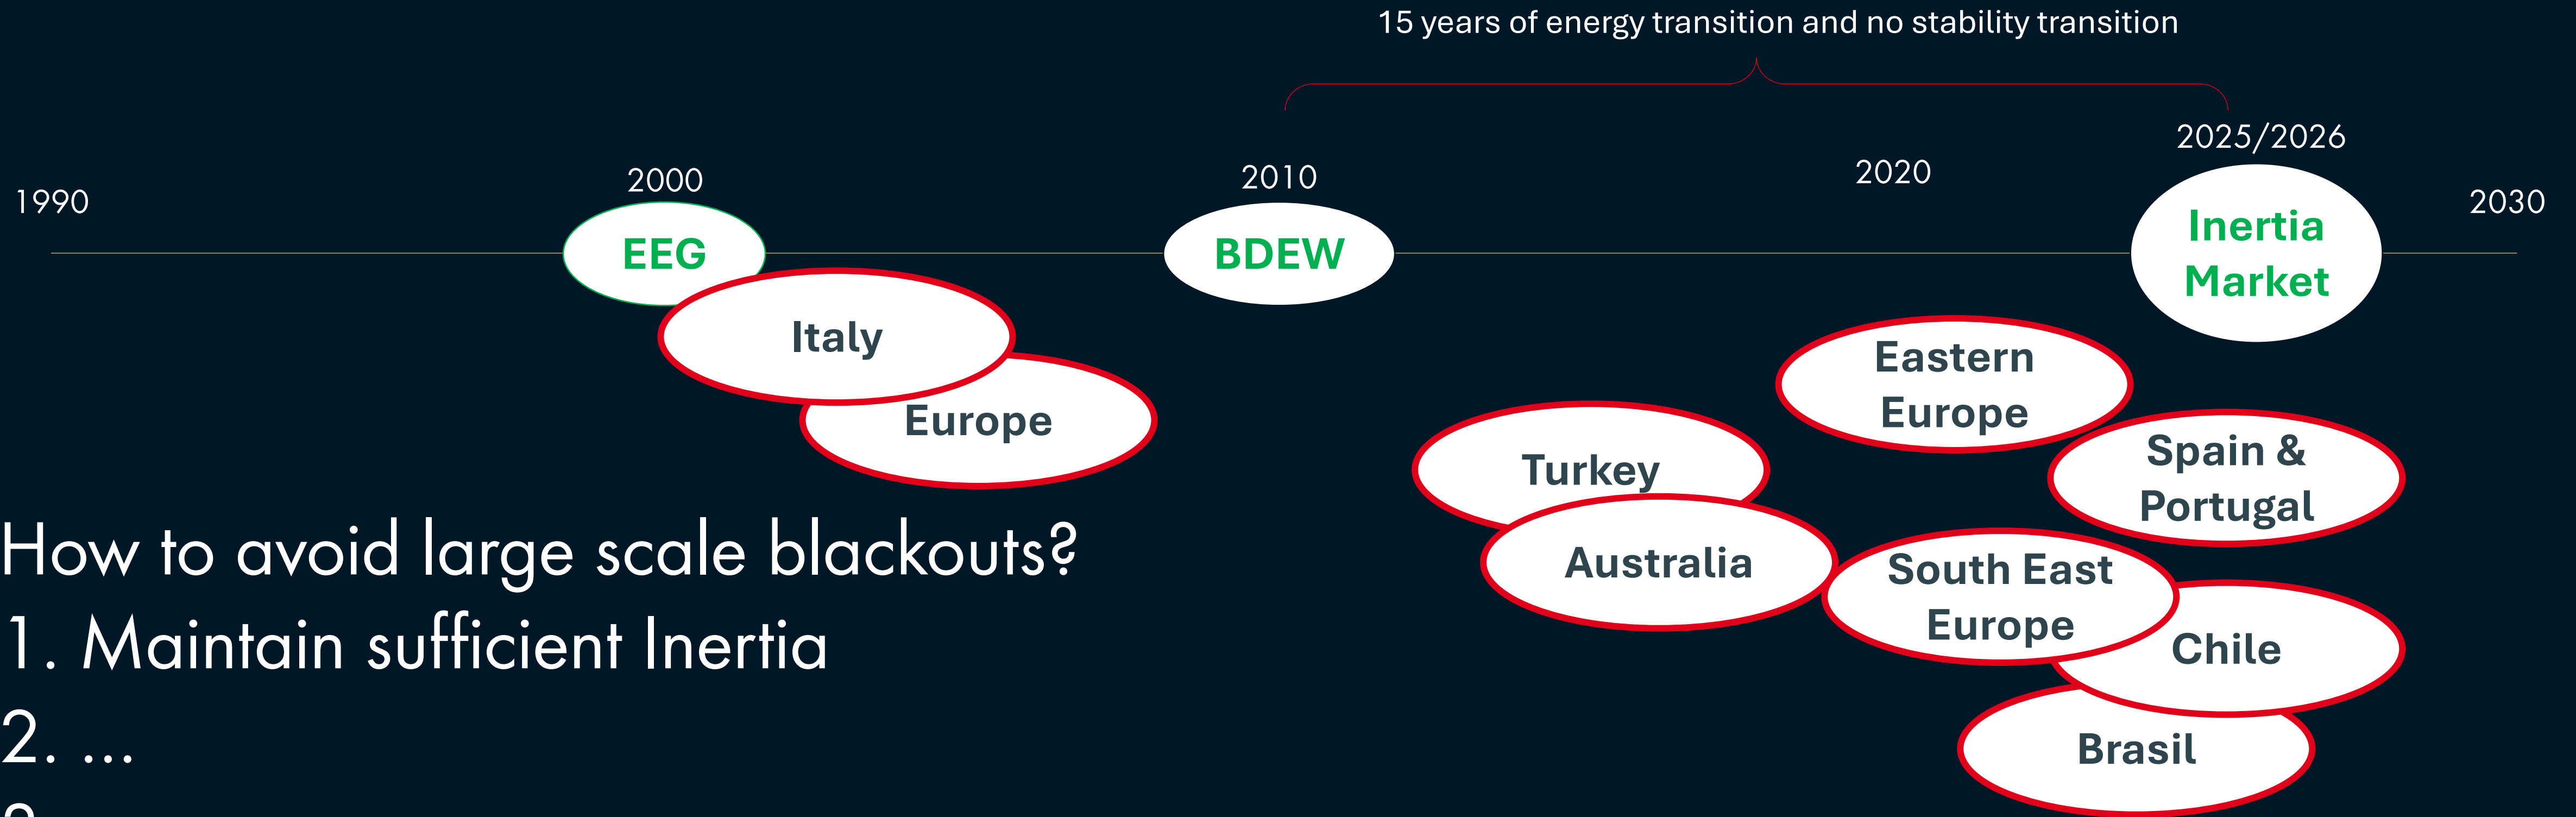 15 years of energy transition and no stability transition
1990
2000
2010
2020
2025/2026
2030
EEG
BDEW
Inertia
Market
Italy
Europe
Turkey
Australia
Eastern
Europe
Spain &
Portugal
South East
Europe
Chile
Brasil
How to avoid large scale blackouts?
1. Maintain sufficient Inertia
2. ...